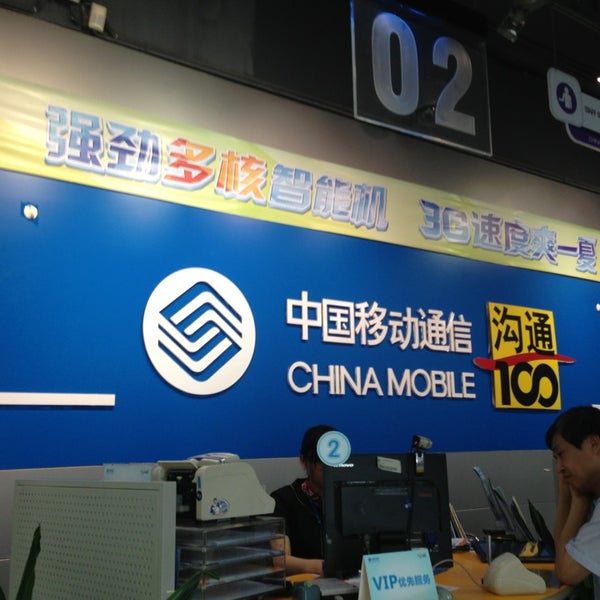 02
强劲多核智能机 3G速度爽一夏
中国移动通信
CHINA MOBILE
沟通
100
2
lenovo
VIP优先服务